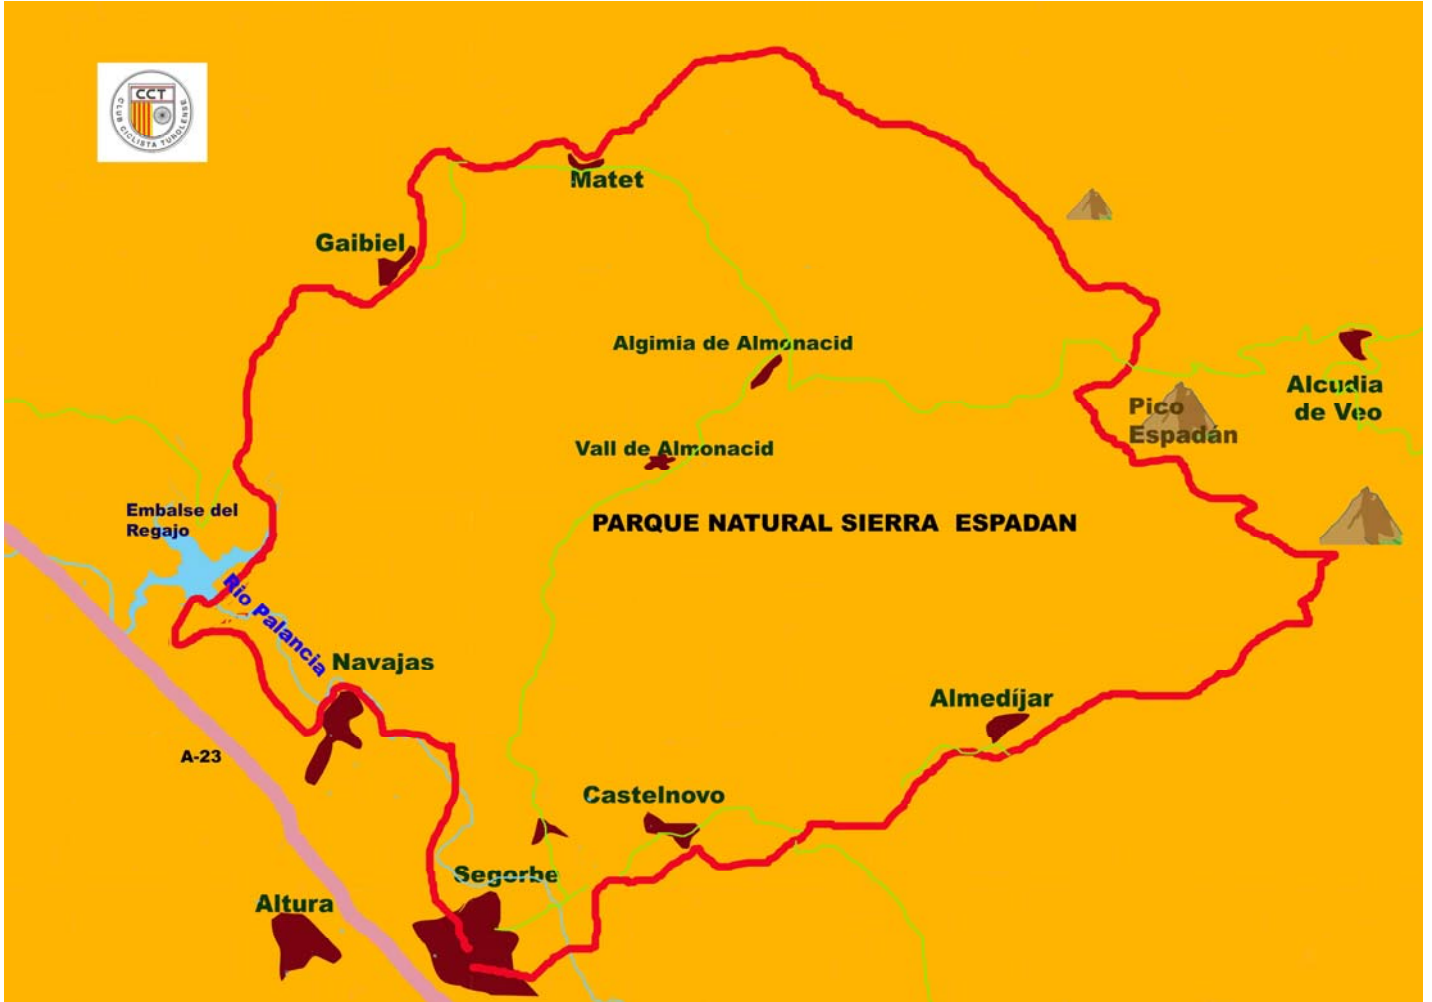 CCT
CLUB CICLISTA TUROLENSE
Matet
Gaibiel
Algimia de Almonacid
Alcudia
de Veo
Pico
Espadán
Vall de Almonacid
Embalse del
Regajo
PARQUE NATURAL SIERRA ESPADAN
Rio Palancia
Navajas
Almedíjar
A-23
Castelnovo
Segorbe
Altura